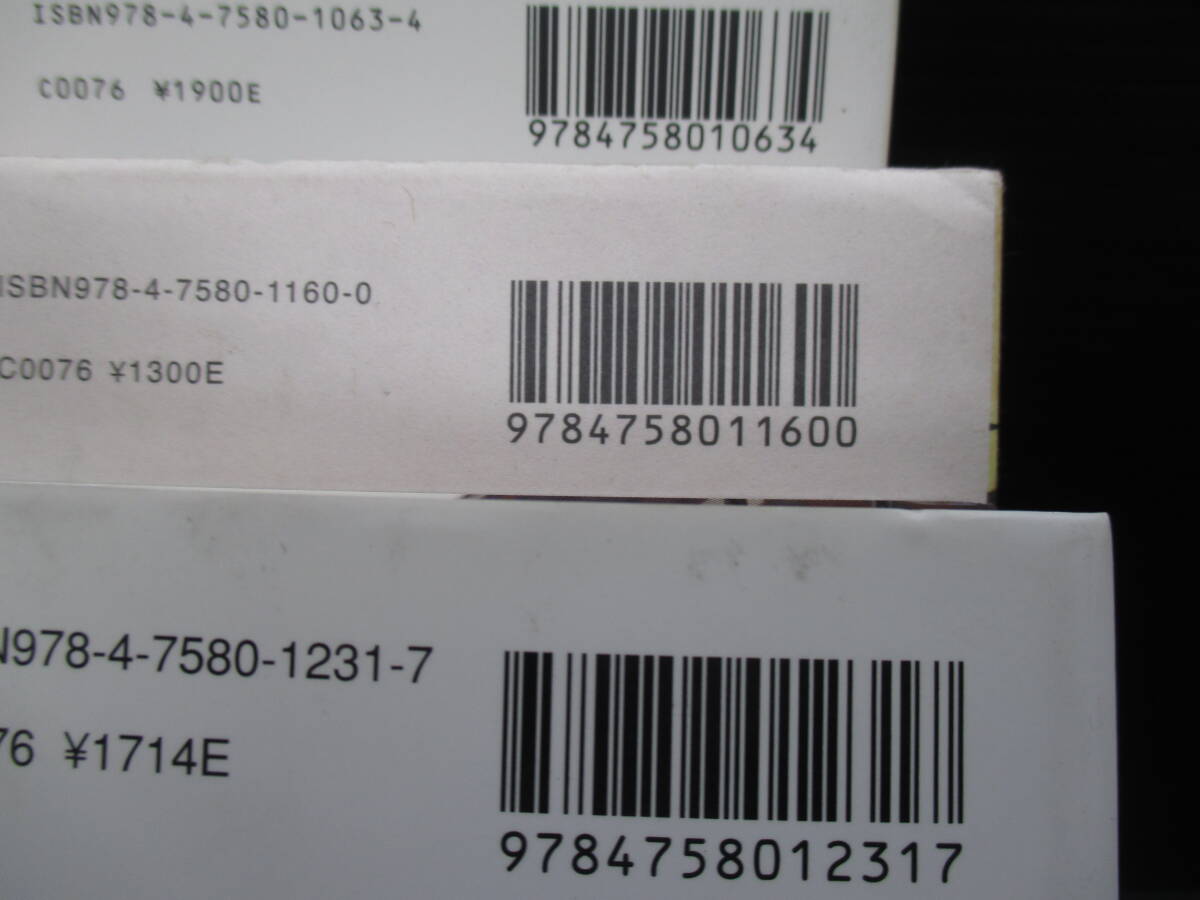 ISBN978-4-7580-1063-4
C0076 ¥1900E
9784758010634
ISBN978-4-7580-1160-0
C0076 ¥1300E
9784758011600
N978-4-7580-1231-7
76 ¥1714E
9784758012317